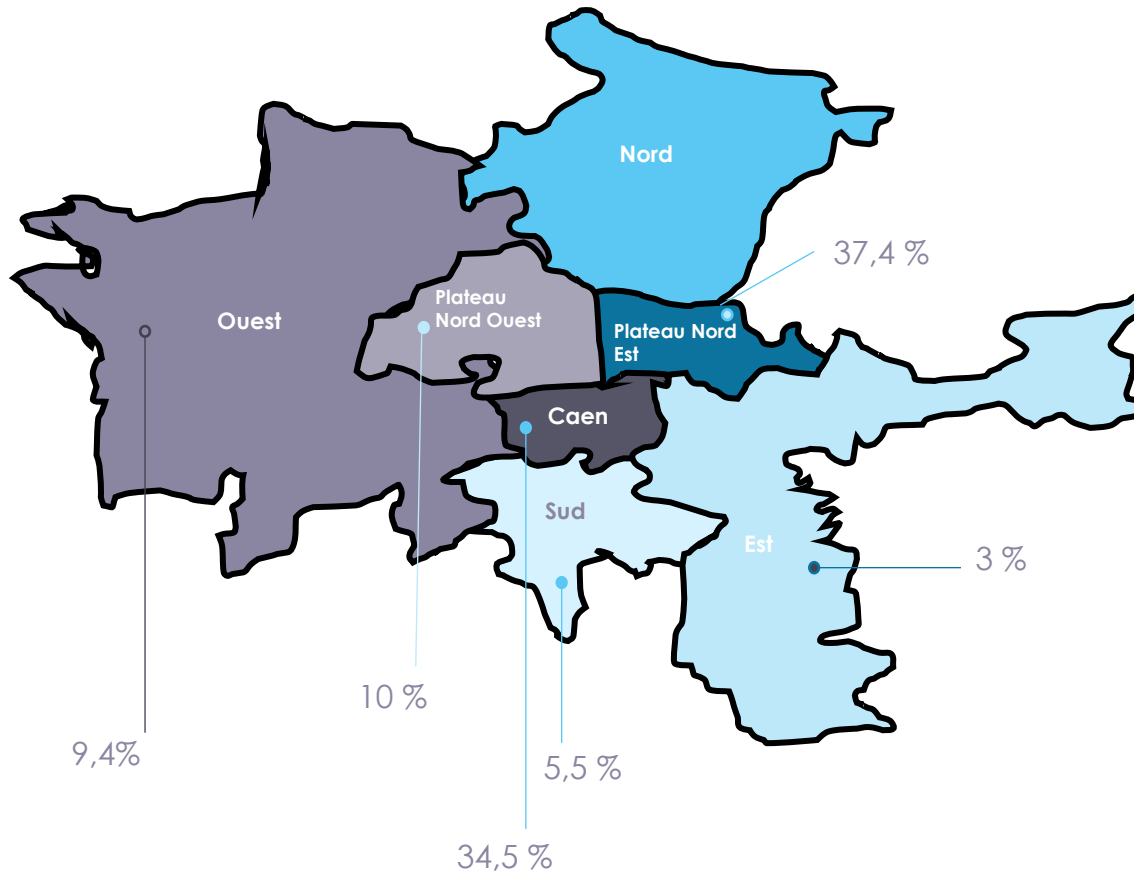 Nord
37,4 %
Plateau
Nord Ouest
Ouest
Plateau Nord
Est
Caen
Sud
Est
3 %
10 %
9,4%
5,5 %
34,5 %